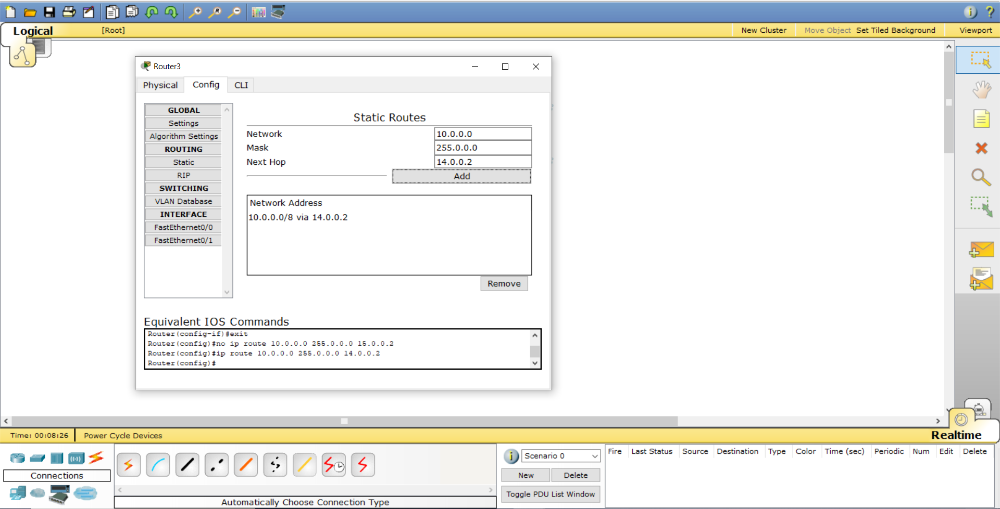 Logical
[Root]
New Cluster
Move Object
Set Tiled Background
Viewport
Router3
Physical
Config
CLI
GLOBAL
Settings
Algorithm Settings
ROUTING
Static
RIP
SWITCHING
VLAN Database
INTERFACE
FastEthernet0/0
FastEthernet0/1
Static Routes
Network 10.0.0.0
Mask 255.0.0.0
Next Hop 14.0.0.2
Add
Network Address
10.0.0.0/8 via 14.0.0.2
Remove
Equivalent IOS Commands
Router(config-if)#exit
Router(config)#no ip route 10.0.0.0 255.0.0.0 15.0.0.2
Router(config)#ip route 10.0.0.0 255.0.0.0 14.0.0.2
Router(config)#
Time: 00:08:26
Power Cycle Devices
Realtime
Connections
Automatically Choose Connection Type
Scenario 0
New
Delete
Toggle PDU List Window
Fire Last Status Source Destination Type Color Time (sec) Periodic Num Edit Delete